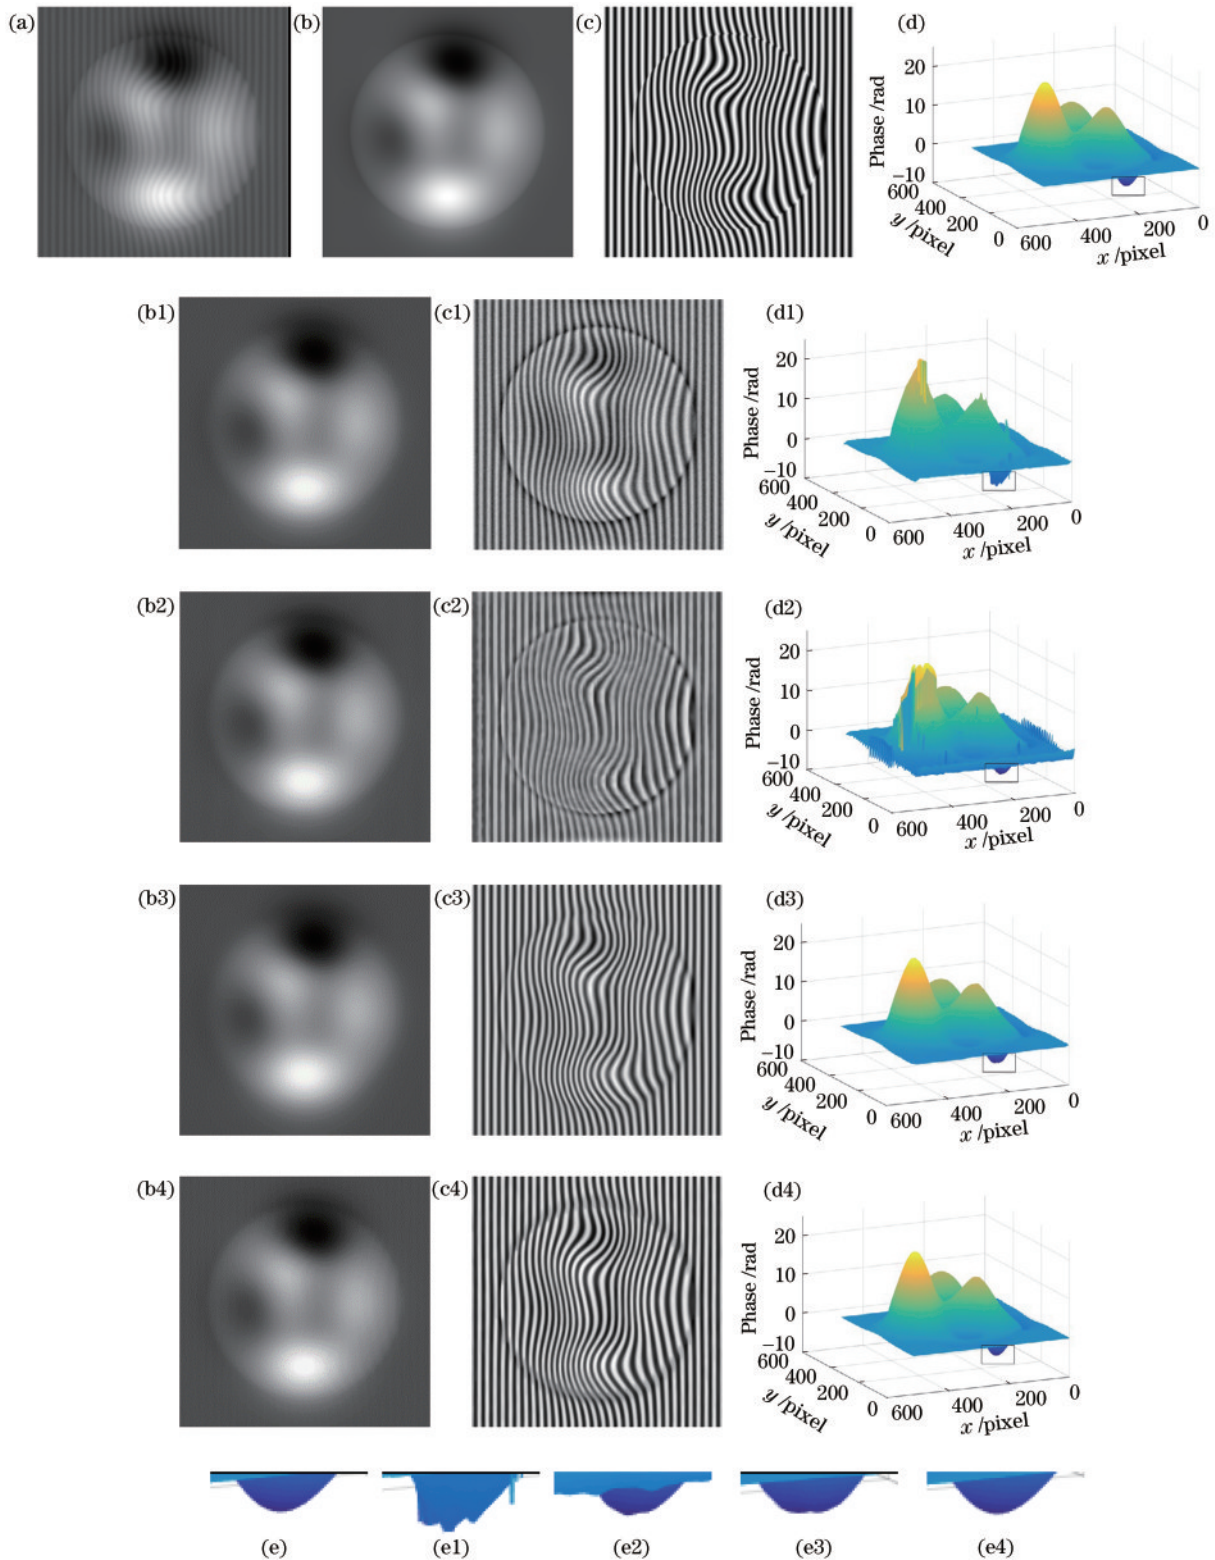 (a)
(b)
(c)
(d)
20
10
0
−10
Phase /rad
600
400
200
0
y /pixel
600
400
200
0
x /pixel
(b1)
(c1)
(d1)
20
10
0
−10
Phase /rad
600
400
200
0
y /pixel
600
400
200
0
x /pixel
(b2)
(c2)
(d2)
20
10
0
−10
Phase /rad
600
400
200
0
y /pixel
600
400
200
0
x /pixel
(b3)
(c3)
(d3)
20
10
0
−10
Phase /rad
600
400
200
0
y /pixel
600
400
200
0
x /pixel
(b4)
(c4)
(d4)
20
10
0
−10
Phase /rad
600
400
200
0
y /pixel
600
400
200
0
x /pixel
(e)
(e1)
(e2)
(e3)
(e4)